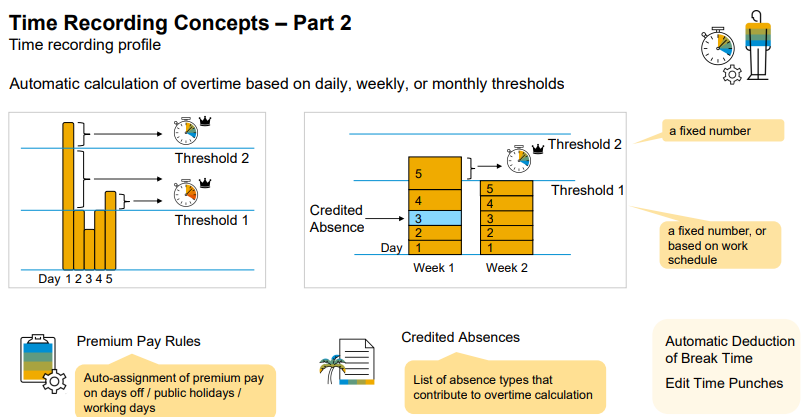 Time Recording Concepts – Part 2
Time recording profile
Automatic calculation of overtime based on daily, weekly, or monthly thresholds
Threshold 2
Threshold 1
Day 1 2 3 4 5
Threshold 2
Threshold 1
Credited
Absence
5
4
3
2
1
5
4
3
2
1
Day
Week 1
Week 2
a fixed number
a fixed number, or
based on work
schedule
Premium Pay Rules
Auto-assignment of premium pay
on days off / public holidays /
working days
Credited Absences
List of absence types that
contribute to overtime calculation
Automatic Deduction
of Break Time
Edit Time Punches